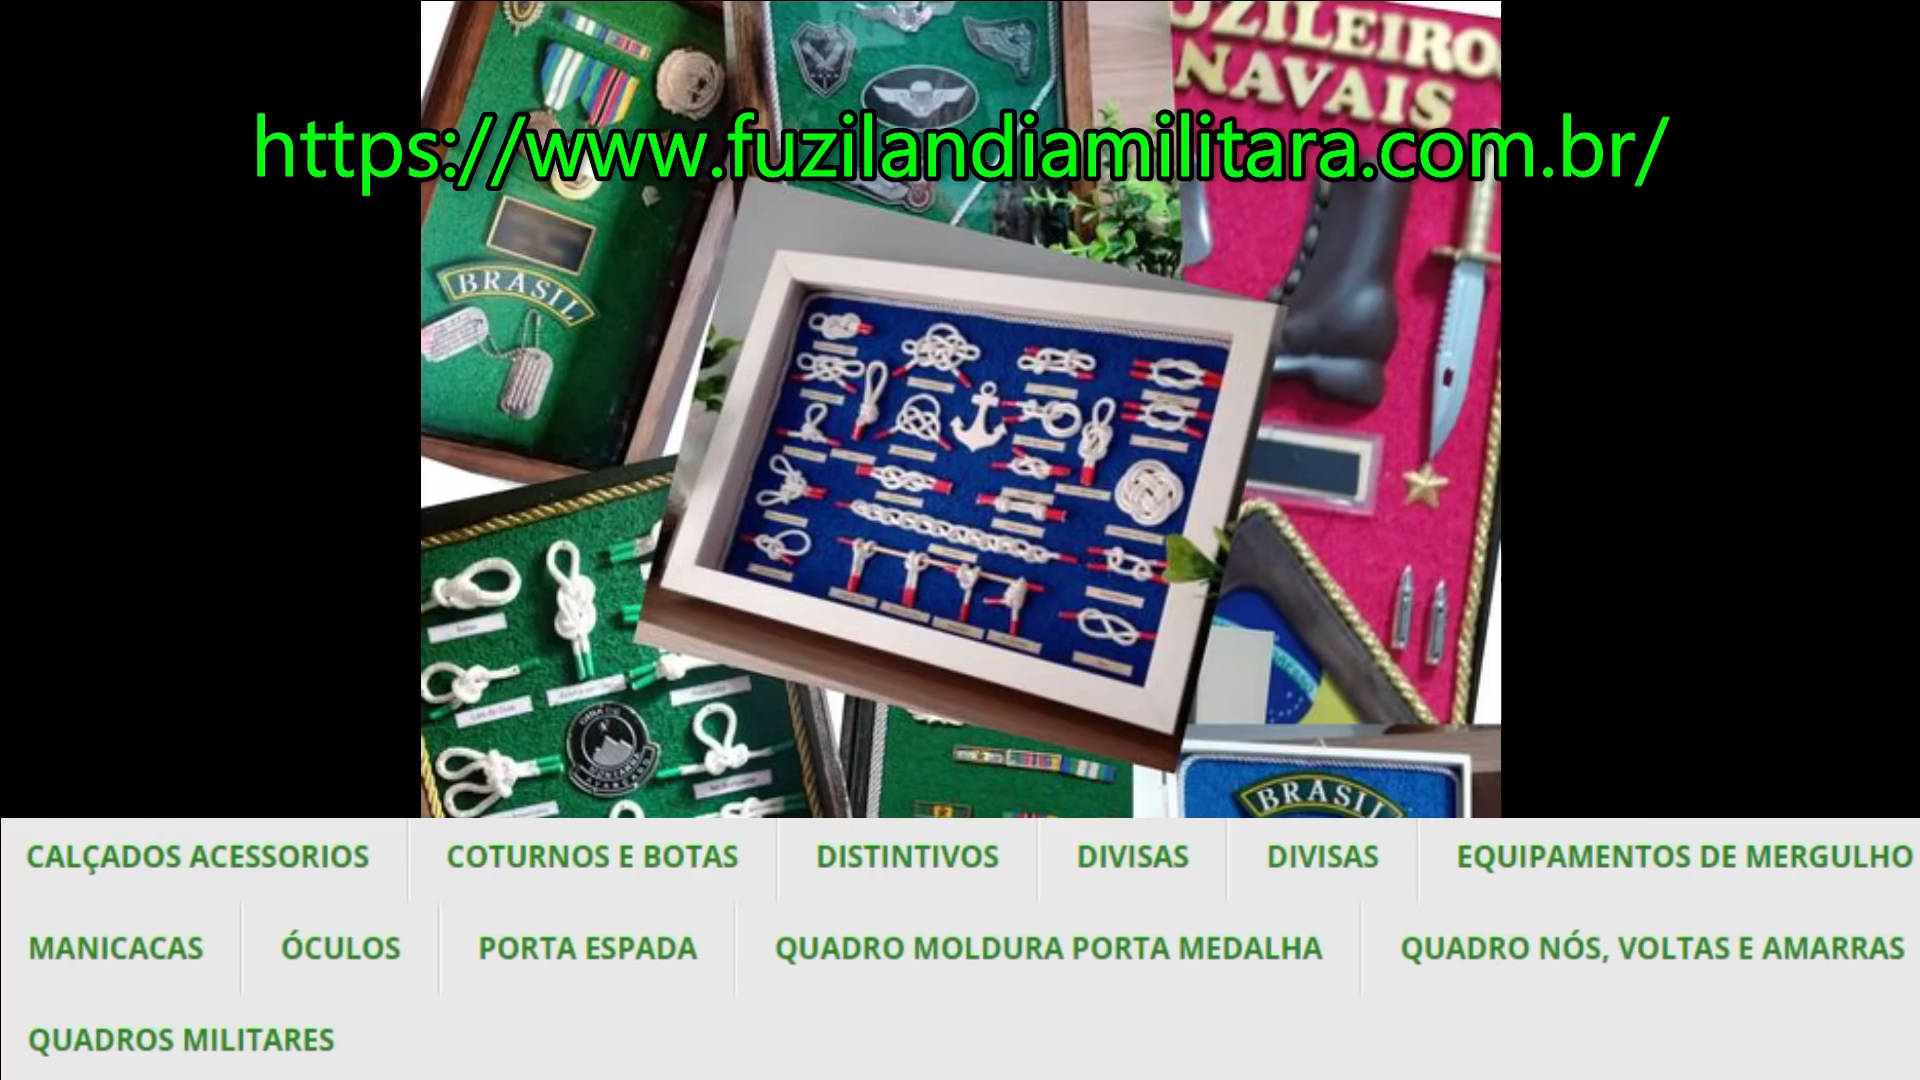 FUZILEIROS
NAVAIS
https://www.fuzilandiamilitara.com.br/
BRASIL
BRASIL
CALÇADOS ACESSORIOS
COTURNOS E BOTAS
DISTINTIVOS
DIVISAS
DIVISAS
EQUIPAMENTOS DE MERGULHO
MANICACAS
ÓCULOS
PORTA ESPADA
QUADRO MOLDURA PORTA MEDALHA
QUADRO NÓS, VOLTAS E AMARRAS
QUADROS MILITARES